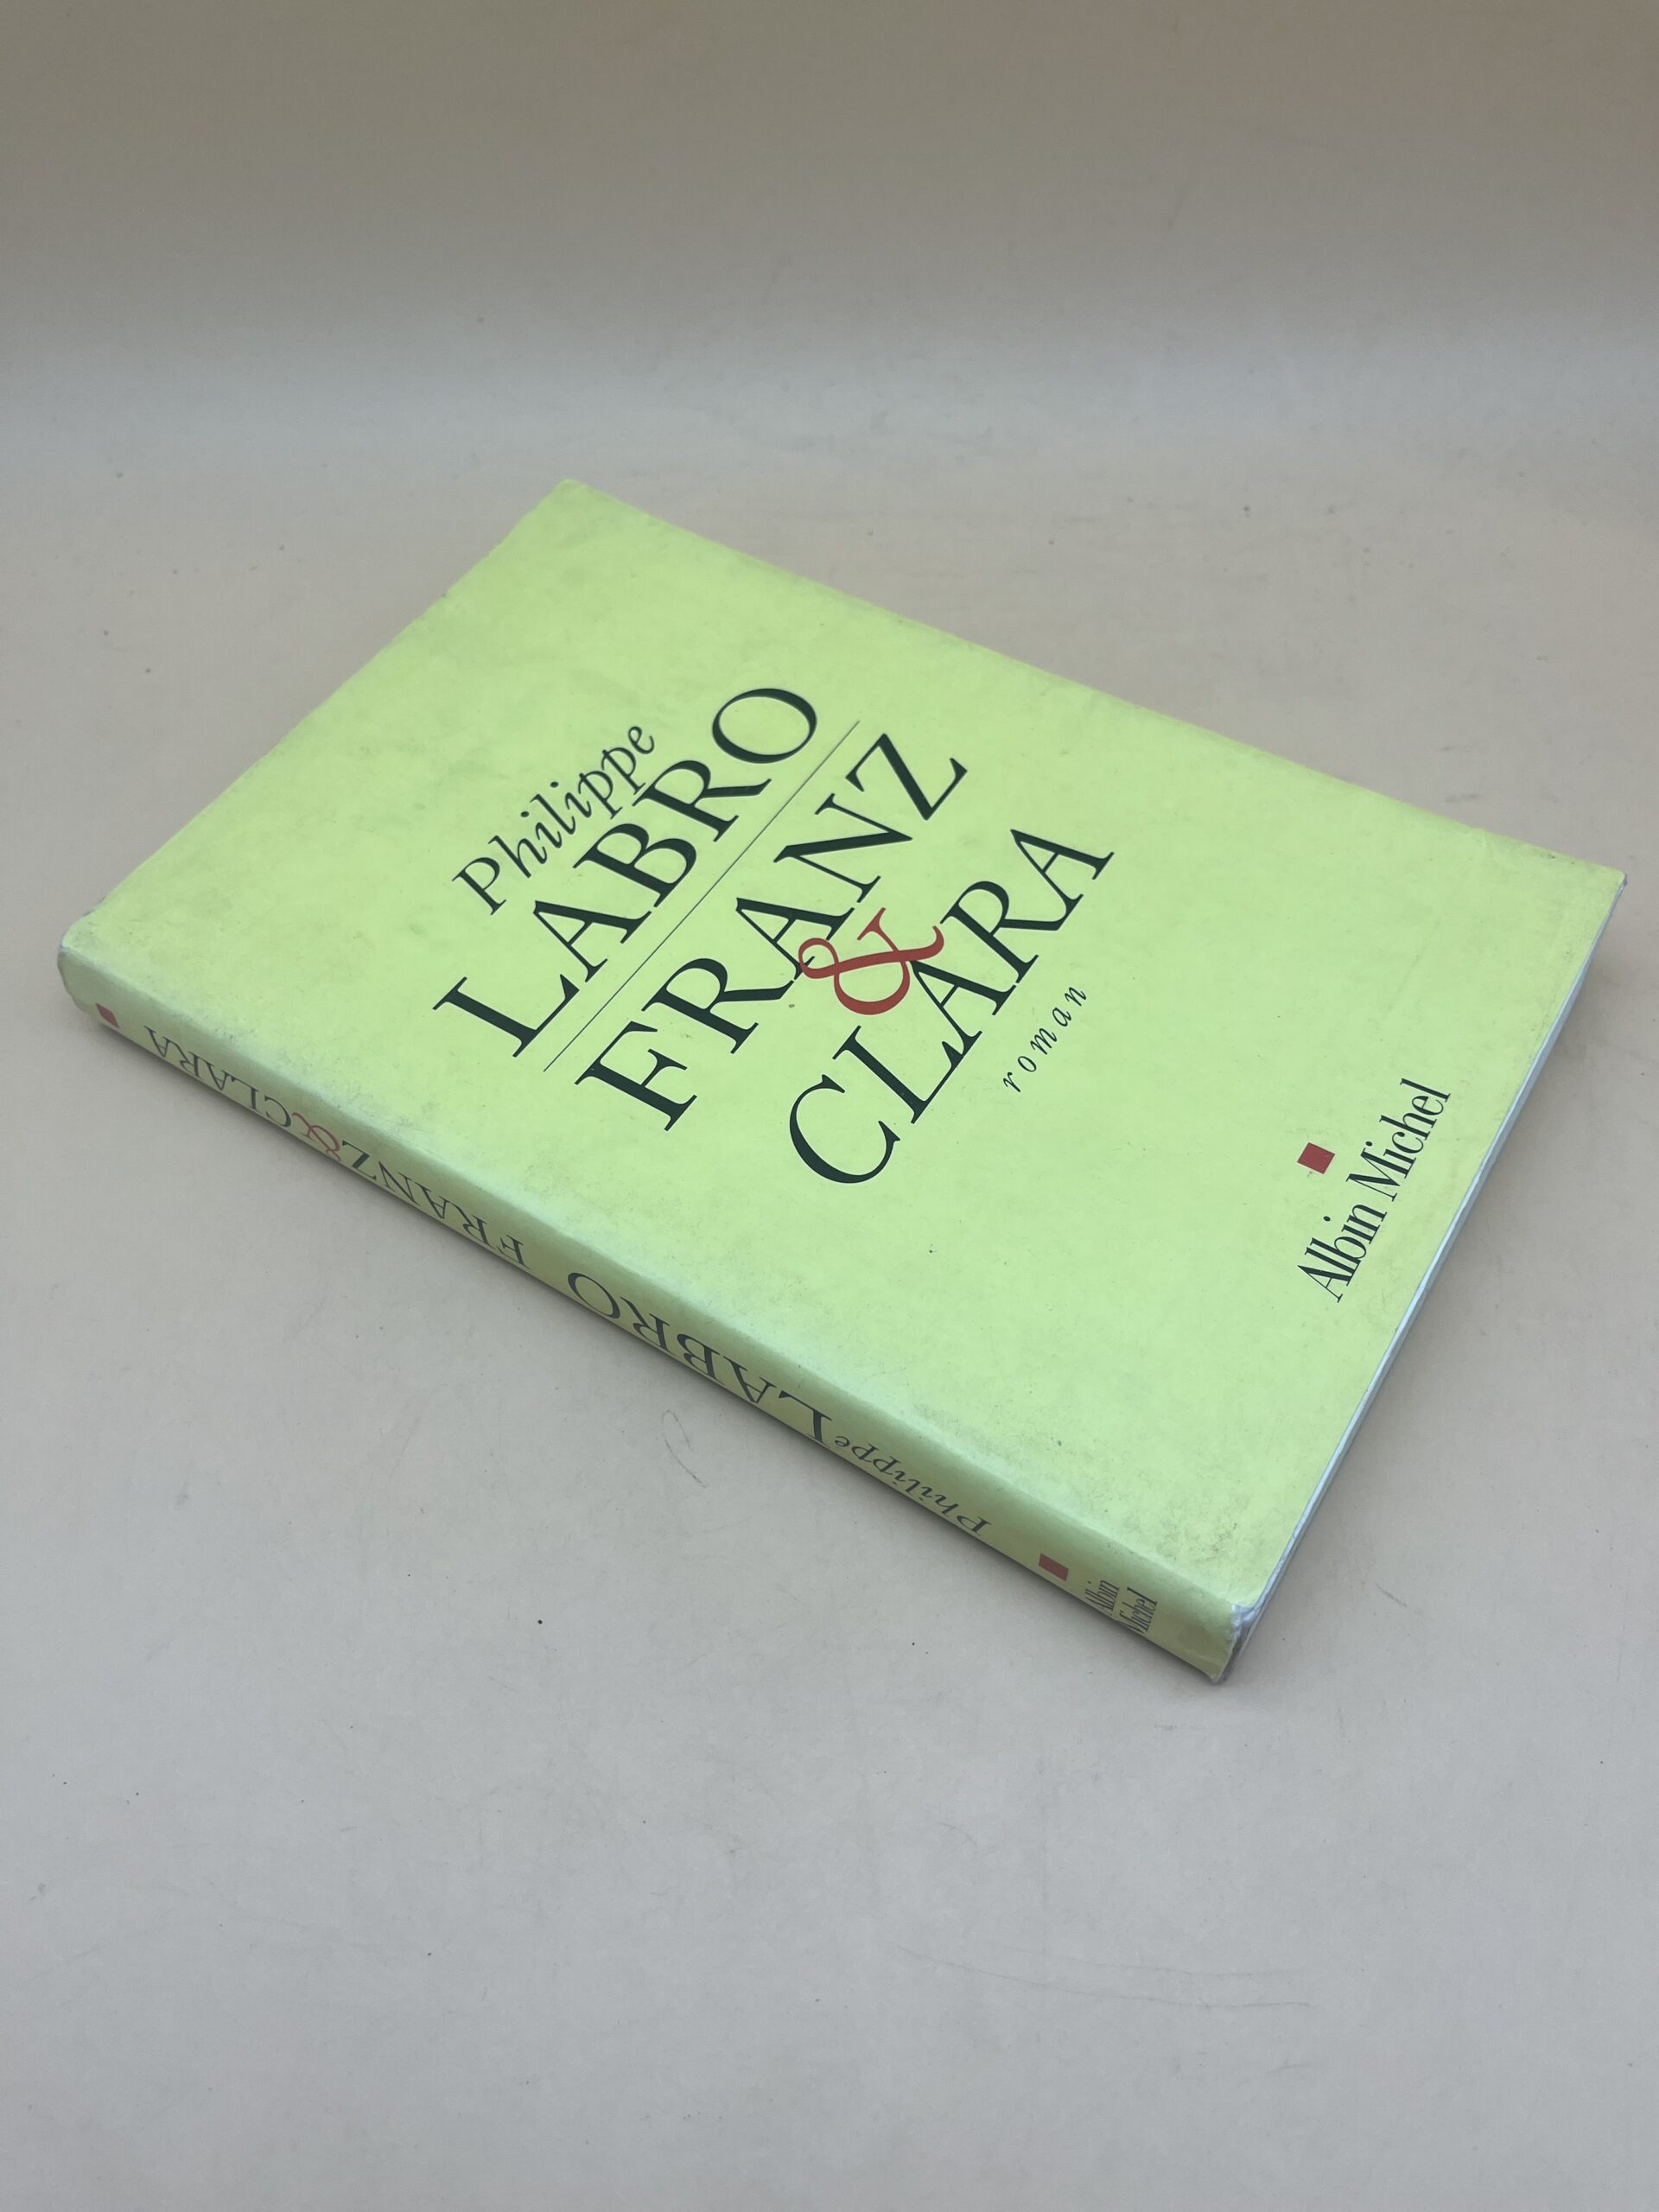 Philippe
LABRO
FRANZ
&
CLARA
roman
Albin Michel
Philippe LABRO FRANZ & CLARA
Albin
Michel